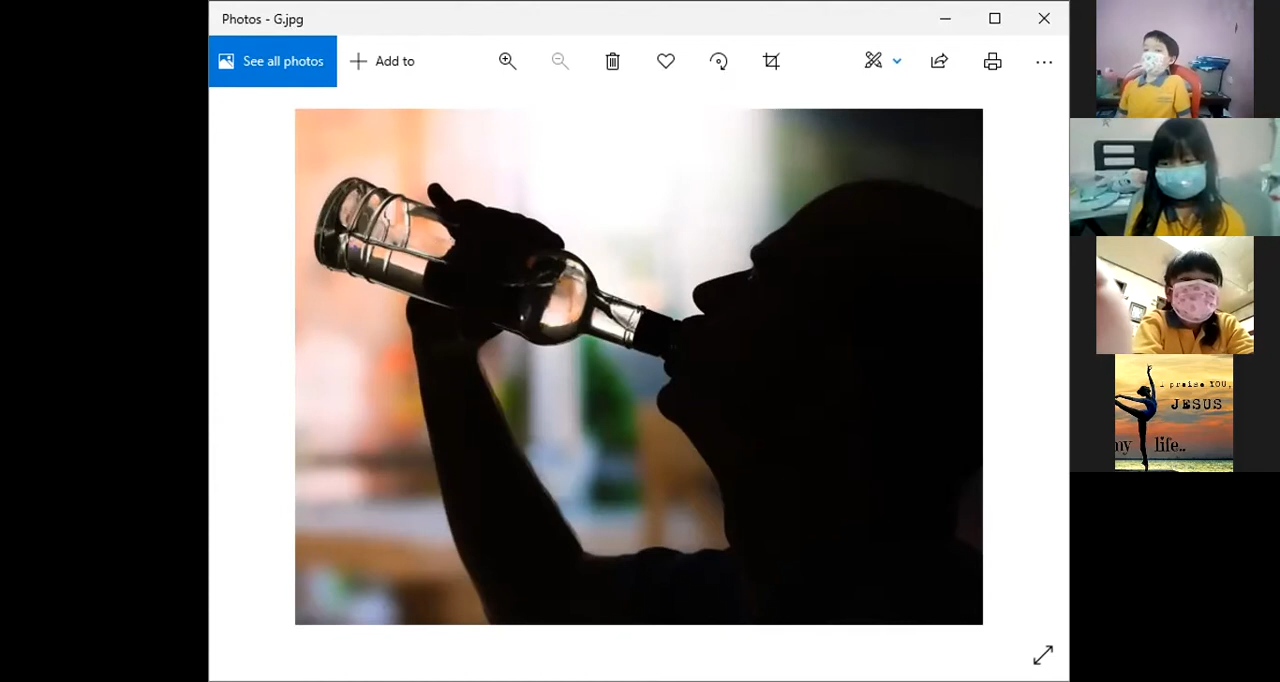 Photos - G.jpg
See all photos
Add to
I praise YOU,
JESUS
my life..